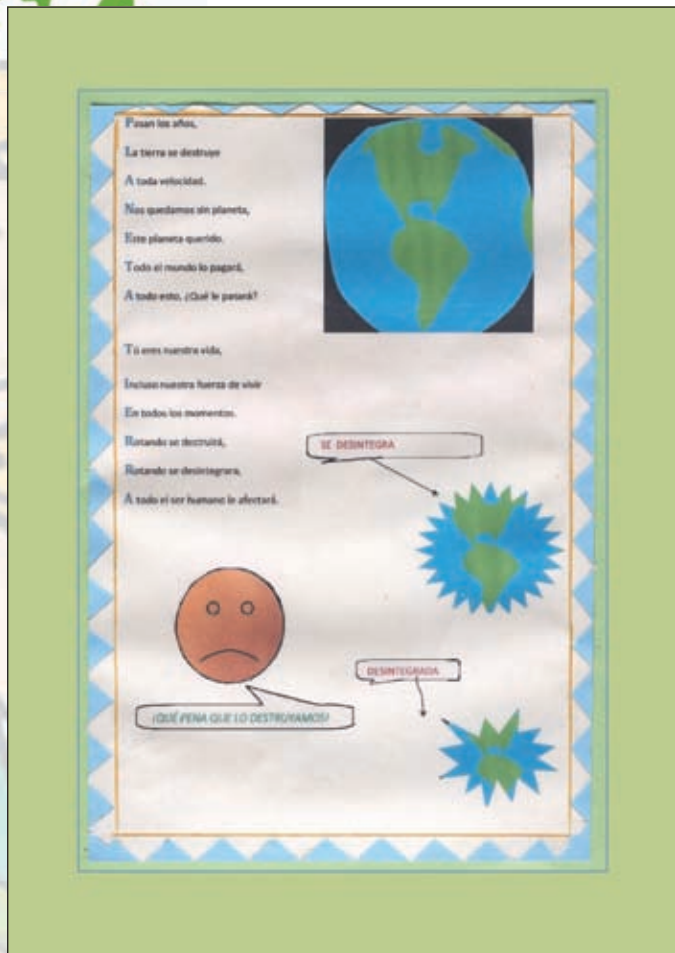 Pasan los años,
La tierra se destruye
A toda velocidad.
Nos quedamos sin planeta,
Este planeta querido.
Todo el mundo lo pagará,
A todo esto, ¿Qué le pasará?
Tú eres nuestra vida,
Incluso nuestra fuerza de vivir
En todos los momentos.
Rotando se destruirá,
Rotando se desintegrara,
A todo el ser humano le afectará.
SE DESINTEGRA
DESINTEGRADA
¡QUÉ PENA QUE LO DESTRUYAMOS!